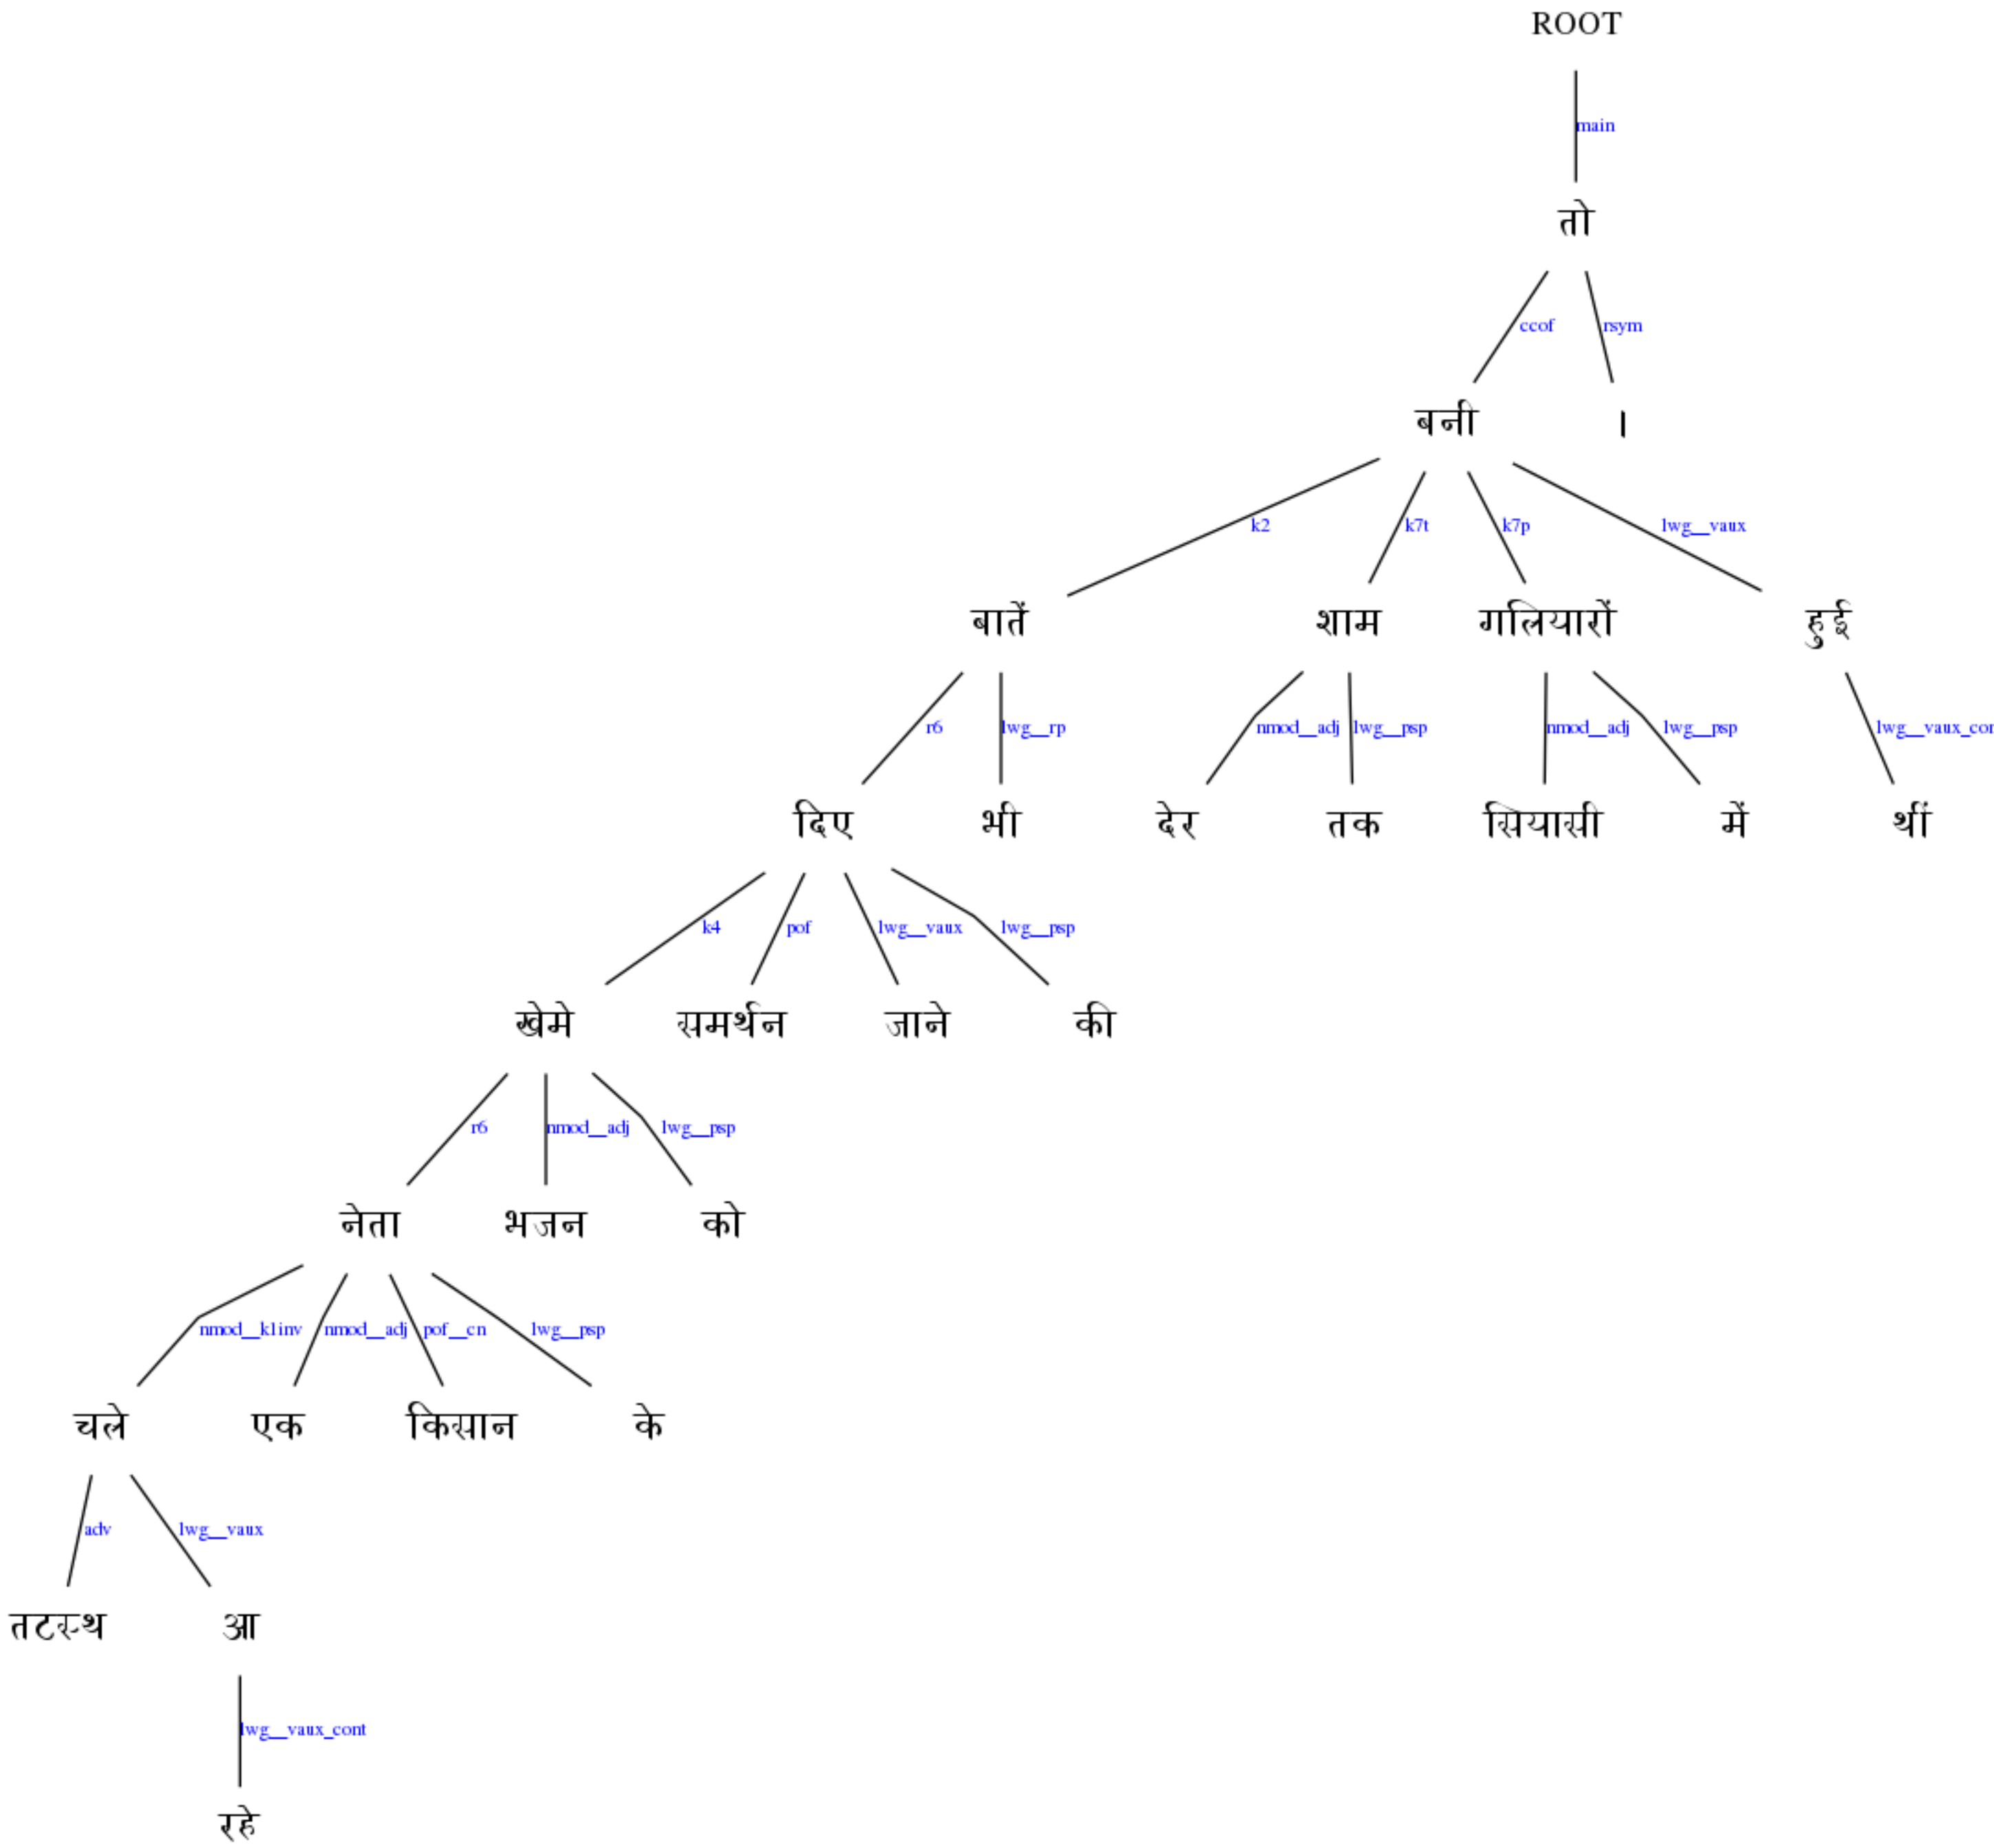 ROOT
main
तो
ccof rsym
बनी ।
k2 k7t k7p lwg__vaux
बातें शाम गलियारों हुई
r6 lwg__rp nmod__adj lwg__psp nmod__adj lwg__psp lwg__vaux_cor
दिए भी देर तक सियासी में थीं
k4 pof lwg__vaux lwg__psp
खेमे समर्थन जाने की
r6 nmod__adj lwg__psp
नेता भजन को
nmod__k1inv nmod__adj pof__cn lwg__psp
चले एक किसान के
adv lwg__vaux
तटस्थ आ
lwg__vaux_cont
रहे